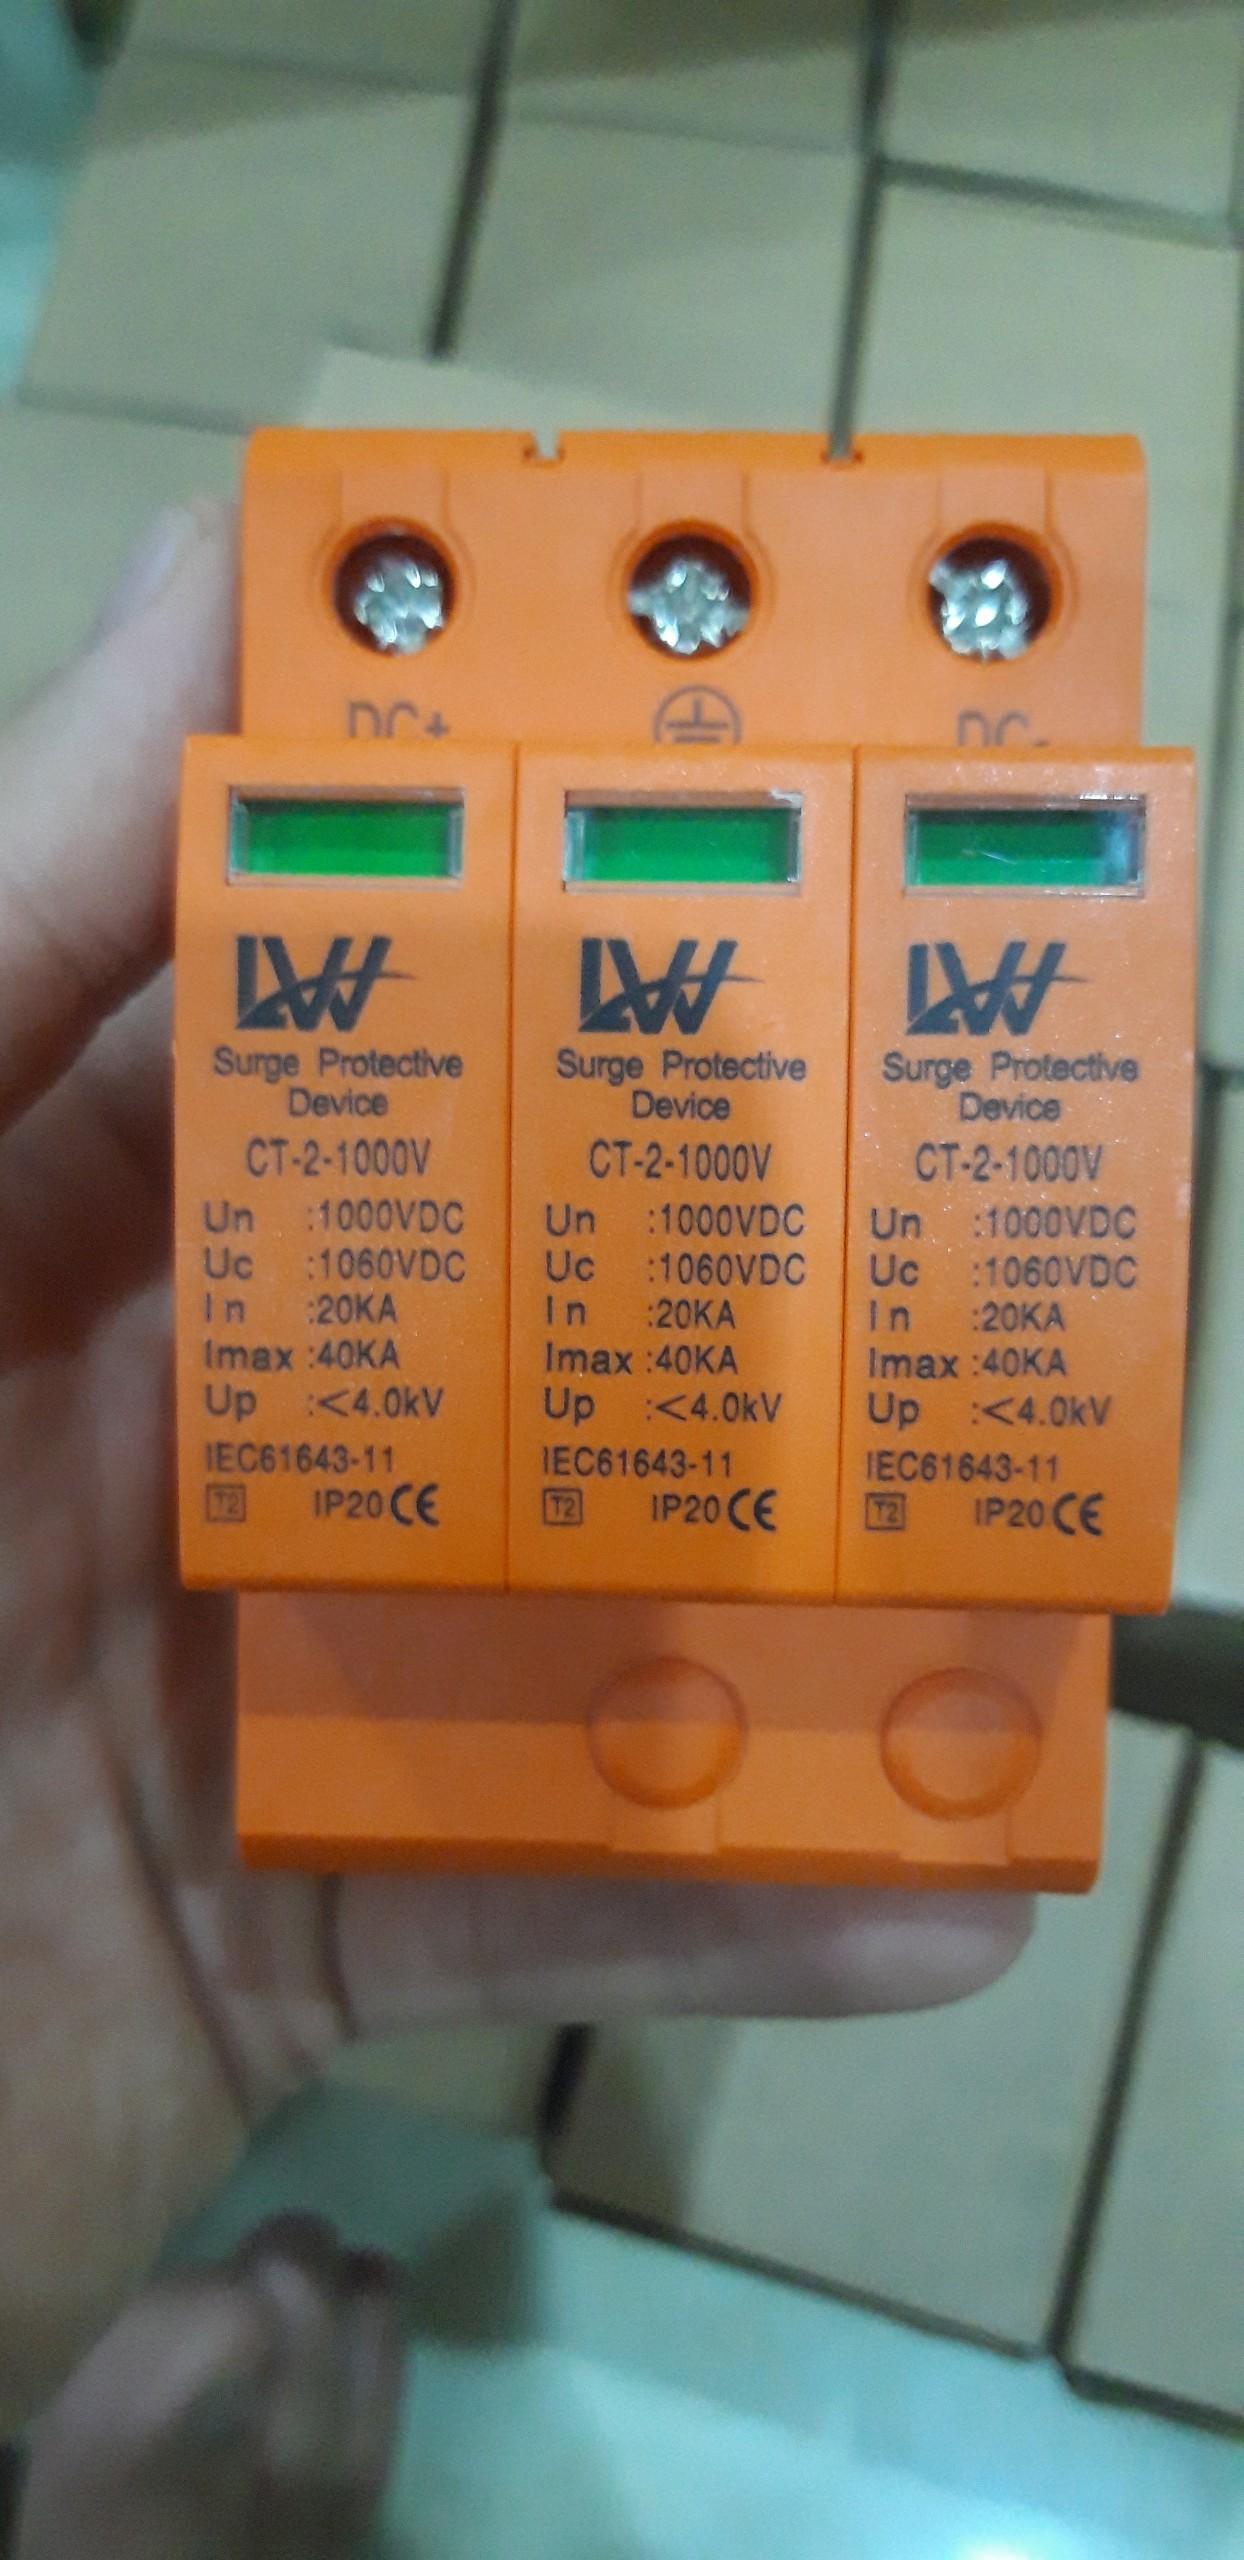 DC+
DC-
LW
Surge Protective
Device
CT-2-1000V
Un :1000VDC
Uc :1060VDC
In :20KA
Imax :40KA
Up :<4.0kV
IEC61643-11
T2 IP20 CE
LW
Surge Protective
Device
CT-2-1000V
Un :1000VDC
Uc :1060VDC
In :20KA
Imax :40KA
Up :<4.0kV
IEC61643-11
T2 IP20 CE
LW
Surge Protective
Device
CT-2-1000V
Un :1000VDC
Uc :1060VDC
In :20KA
Imax :40KA
Up :<4.0kV
IEC61643-11
T2 IP20 CE